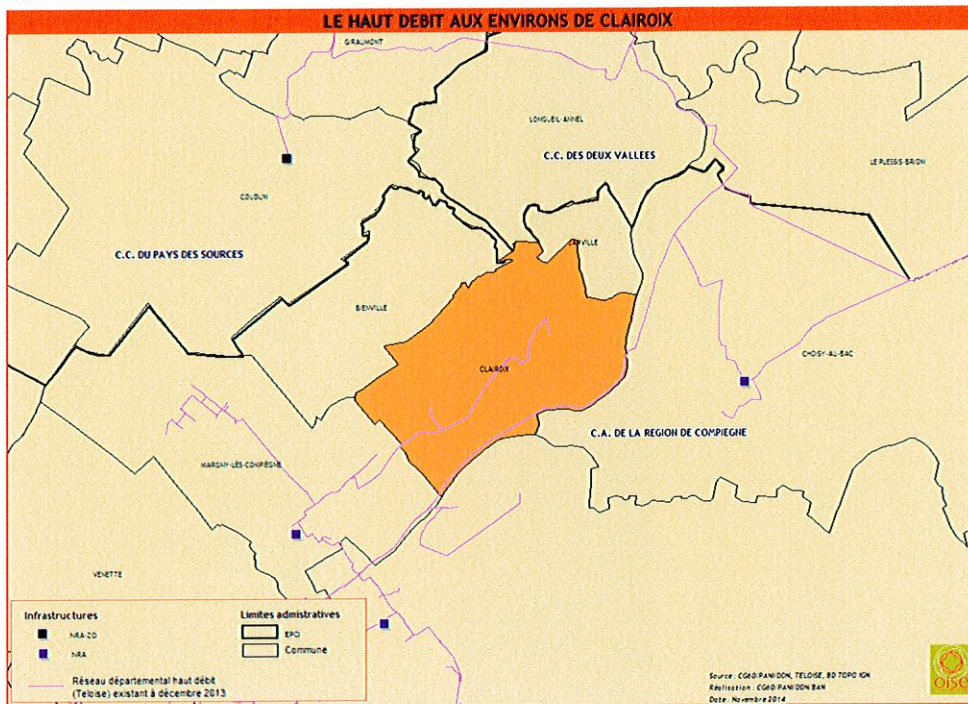 LE HAUT DEBIT AUX ENVIRONS DE CLAIROIX
GIRAUMONT
LONGUEIL-ANNEL
C.C. DES DEUX VALLEES
LE PLESSIS-BRION
COUDUN
C.C. DU PAYS DES SOURCES
JANVILLE
BIENVILLE
CLAIROIX
CHOISY-AU-BAC
C.A. DE LA REGION DE COMPIEGNE
MARGNY-LÈS-COMPIÈGNE
VENETTE
Infrastructures
NRA-ZO
NRA
Réseau départemental haut débit
(Teloise) existant à décembre 2013
Limites admistratives
EPCI
Commune
Source : CG60/PANIDON, TELOISE, BD TOPO IGN
Réalisation : CG60/PANIDON BAN
Date : Novembre 2014
oise